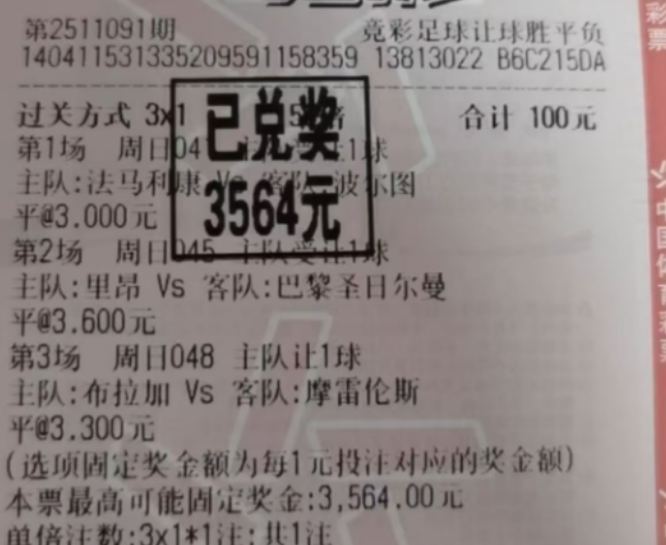 第2511091期 竞彩足球让球胜平负
140411531335209591158359 13813022 B6C215DA
过关方式 3x1 合计 100元
已兑奖
3564元
第1场 周日041 让1球
主队:法马利康 Vs 客队:波尔图
平@3.000元
第2场 周日045 主队受让1球
主队:里昂 Vs 客队:巴黎圣日尔曼
平@3.600元
第3场 周日048 主队让1球
主队:布拉加 Vs 客队:摩雷伦斯
平@3.300元
(选项固定奖金额为每1元投注对应的奖金额)
本票最高可能固定奖金:3,564.00元
单倍注数:3x1*1注;共1注
彩票